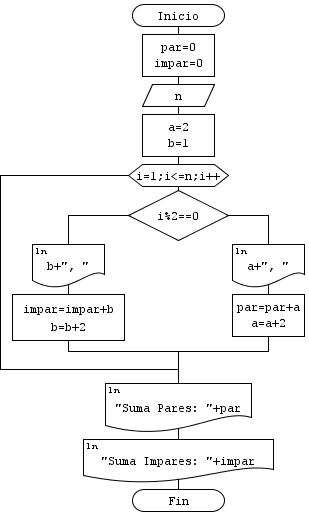 Inicio
par=0
impar=0
n
a=2
b=1
i=1;i<=n;i++
i%2==0
ln
b+", "
ln
a+", "
impar=impar+b
b=b+2
par=par+a
a=a+2
ln
"Suma Pares: "+par
ln
"Suma Impares: "+impar
Fin